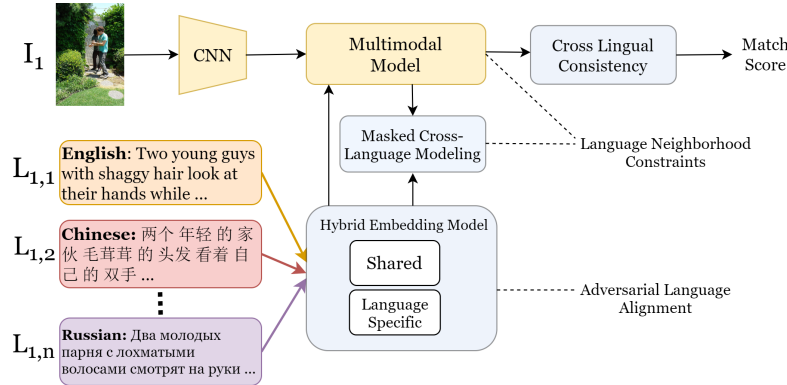 I1
CNN
Multimodal
Model
Cross Lingual
Consistency
Match
Score
Masked Cross-
Language Modeling
Language Neighborhood
Constraints
L1,1
English: Two young guys
with shaggy hair look at
their hands while ...
L1,2
Chinese: 两个 年轻 的 家
伙 毛茸茸 的 头发 看着 自
己 的 双手 ...
L1,n
Russian: Два молодых
парня с лохматыми
волосами смотрят на руки ...
Hybrid Embedding Model
Shared
Language
Specific
Adversarial Language
Alignment